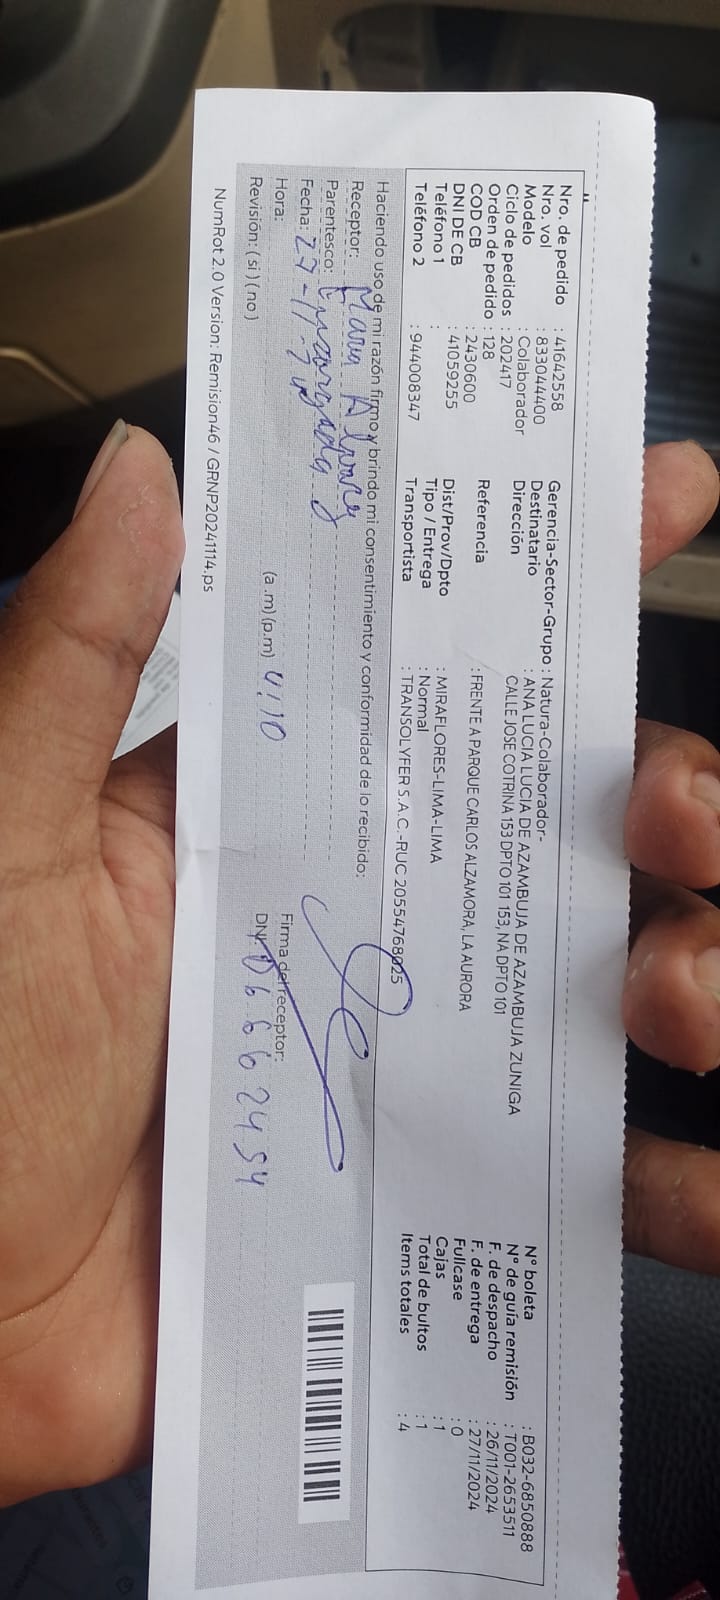 Nro. de pedido : 41642558
Nro. vol : 833044400
Modelo : Colaborador
Ciclo de pedidos : 202417
Orden de pedido : 128
COD CB : 2430600
DNI DE CB : 41059255
Teléfono 1 :
Teléfono 2 : 944008347
Gerencia-Sector-Grupo : Natura-Colaborador-
Destinatario : ANA LUCIA LUCIA DE AZAMBUJA DE AZAMBUJA ZUNIGA
Dirección CALLE JOSE COTRINA 153 DPTO 101 153, NA DPTO 101
Referencia : FRENTE A PARQUE CARLOS ALZAMORA, LA AURORA
Dist/Prov/Dpto : MIRAFLORES-LIMA-LIMA
Tipo / Entrega : Normal
Transportista : TRANSOLYFER S.A.C.-RUC 20554768025
N° boleta : B032-6850888
N° de guia remisión : T001-2653511
F. de despacho : 26/11/2024
F. de entrega : 27/11/2024
Fullcase : 0
Cajas : 1
Total de bultos : 1
Items totales : 4
Haciendo uso de mi razón firmo y brindo mi consentimiento y conformidad de lo recibido:
Receptor: Maria
Parentesco:
Fecha: 27-11-
Hora: (a.m) (p.m) 4:10
Revisión: ( si ) ( no )
Firma del receptor:
DNI:
NumRot 2.0 Version: Remision46 / GRNP20241114.ps